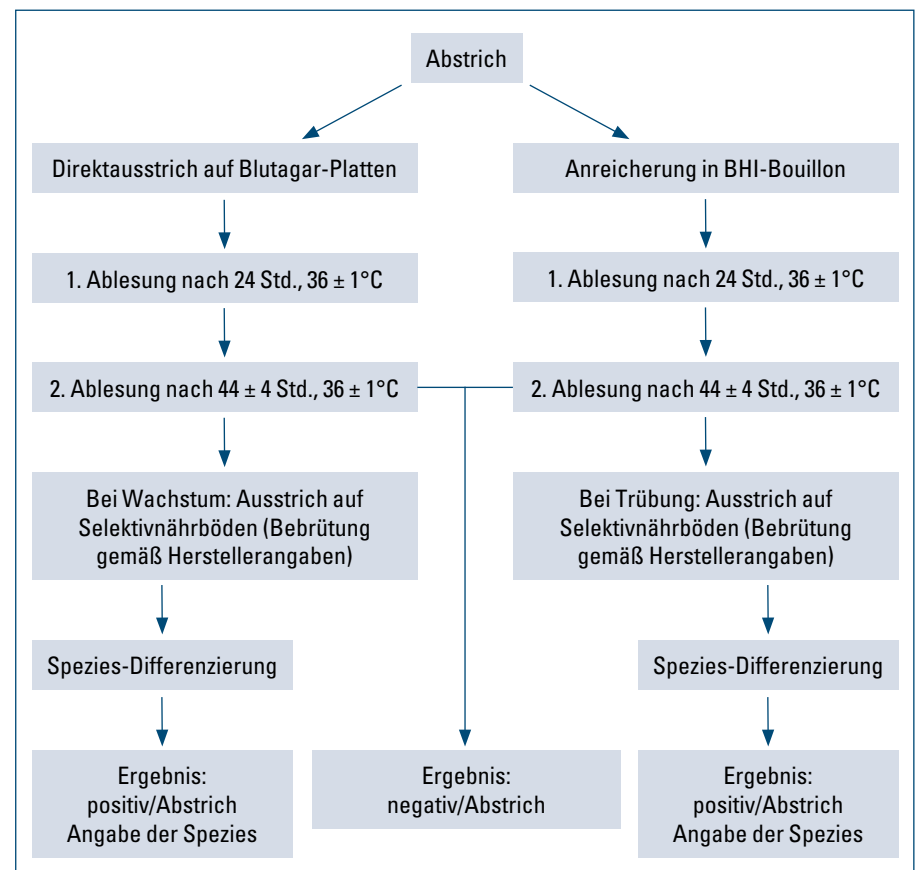 Abstrich
Direktausstrich auf Blutagar-Platten
Anreicherung in BHI-Bouillon
1. Ablesung nach 24 Std., 36 ± 1°C
1. Ablesung nach 24 Std., 36 ± 1°C
2. Ablesung nach 44 ± 4 Std., 36 ± 1°C
2. Ablesung nach 44 ± 4 Std., 36 ± 1°C
Bei Wachstum: Ausstrich auf
Selektivnährböden (Bebrütung
gemäß Herstellerangaben)
Bei Trübung: Ausstrich auf
Selektivnährböden (Bebrütung
gemäß Herstellerangaben)
Spezies-Differenzierung
Spezies-Differenzierung
Ergebnis:
positiv/Abstrich
Angabe der Spezies
Ergebnis:
negativ/Abstrich
Ergebnis:
positiv/Abstrich
Angabe der Spezies